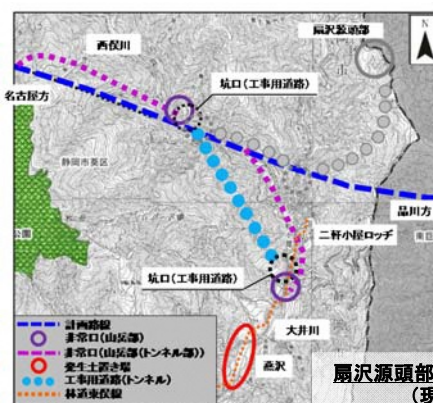 西俣川
扇沢源頭部
N
坑口(工事用道路)
名古屋方
静岡市葵区
品川方
公園
二軒小屋ロッヂ
坑口(工事用道路)
大井川
燕沢
計画路線
非常口(山岳部)
非常口(山岳部(トンネル部))
発生土置き場
工事用道路(トンネル)
林道東俣線
扇沢源頭部
(現